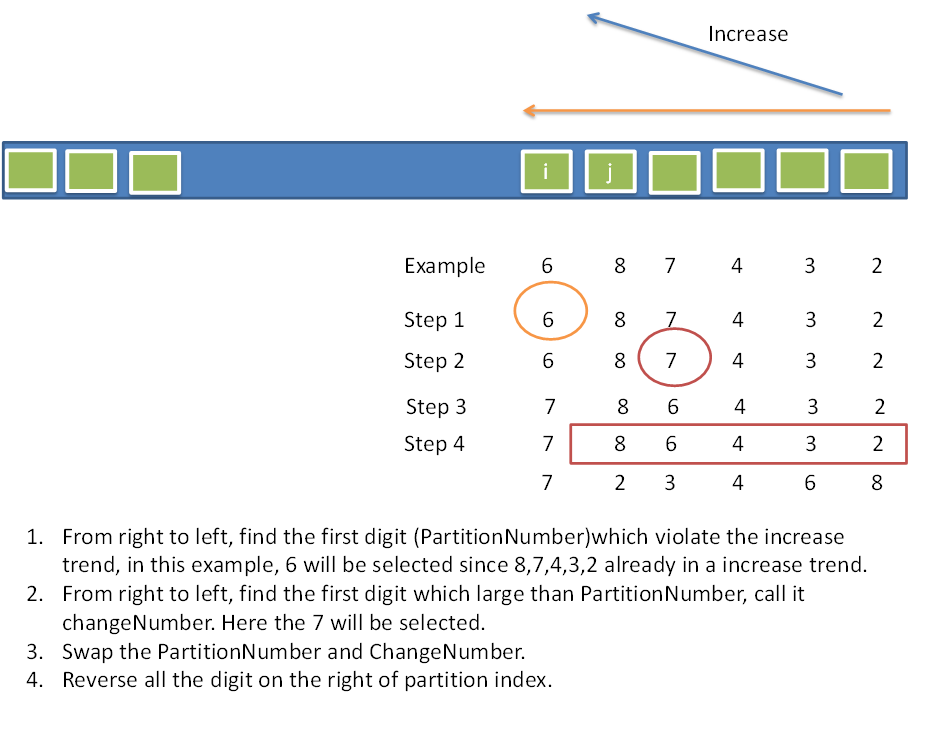 Increase
i j
Example 6 8 7 4 3 2
Step 1 6 8 7 4 3 2
Step 2 6 8 7 4 3 2
Step 3 7 8 6 4 3 2
Step 4 7 8 6 4 3 2
7 2 3 4 6 8
1. From right to left, find the first digit (PartitionNumber)which violate the increase
trend, in this example, 6 will be selected since 8,7,4,3,2 already in a increase trend.
2. From right to left, find the first digit which large than PartitionNumber, call it
changeNumber. Here the 7 will be selected.
3. Swap the PartitionNumber and ChangeNumber.
4. Reverse all the digit on the right of partition index.